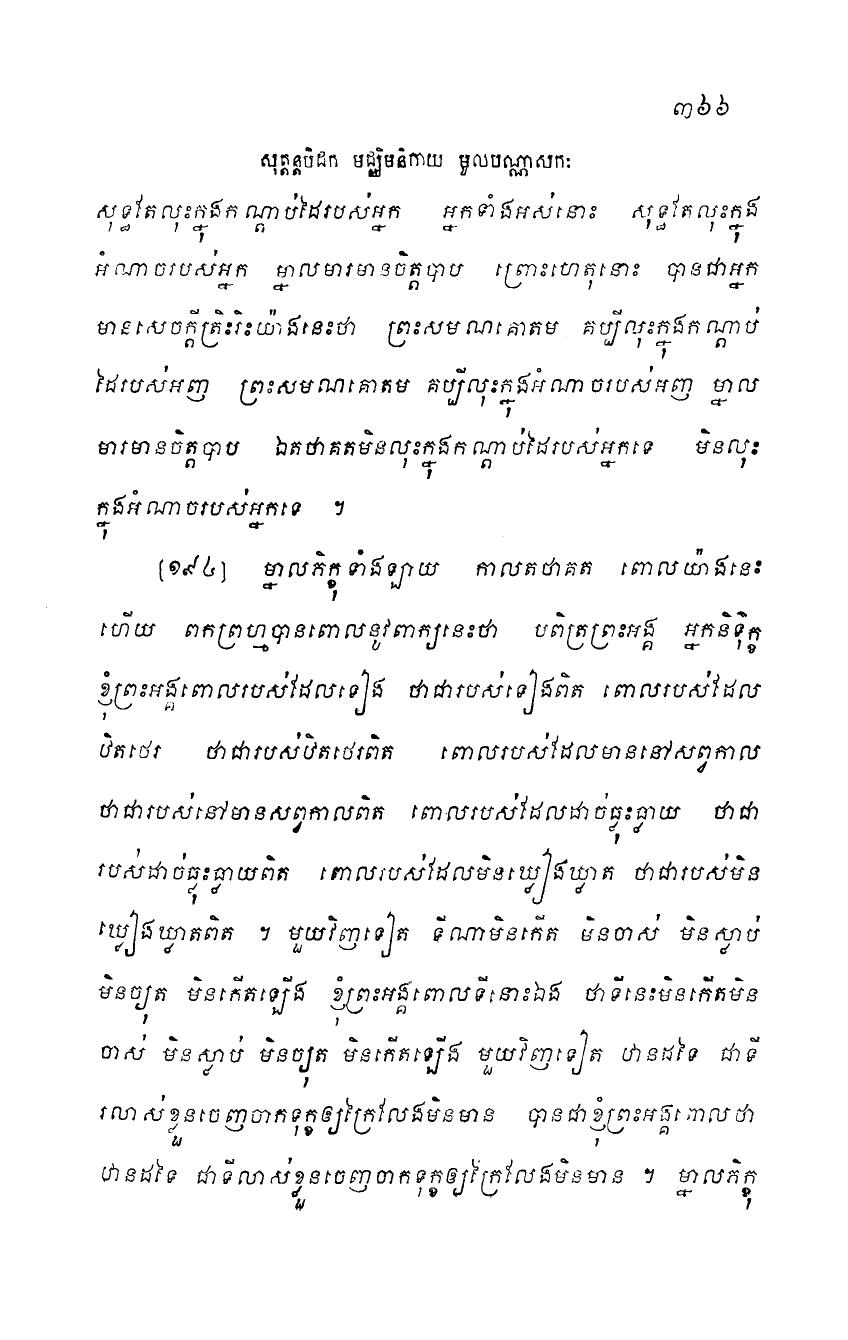 ៣៦៦
សុត្តន្តបិដក មជ្ឈិមនិកាយ មូលបណ្ណាសកៈ
សុទ្ធតែលុះក្នុងកណ្តាប់ដៃរបស់អ្នក អ្នកទាំងអស់នោះ សុទ្ធតែលុះក្នុង
អំណាចរបស់អ្នក ម្នាលមារមានចិត្តបាប ព្រោះហេតុនោះ បានជាអ្នក
មានសេចក្តីត្រិះរិះយ៉ាងនេះថា ព្រះសមណគោតម គប្បីលុះក្នុងកណ្តាប់
ដៃរបស់អញ ព្រះសមណគោតម គប្បីលុះក្នុងអំណាចរបស់អញ ម្នាល
មារមានចិត្តបាប ឯតថាគតមិនលុះក្នុងកណ្តាប់ដៃរបស់អ្នកទេ មិនលុះ
ក្នុងអំណាចរបស់អ្នកទេ ។
[១៩៤] ម្នាលភិក្ខុទាំងឡាយ កាលតថាគត ពោលយ៉ាងនេះ
ហើយ ពកព្រហ្មបានពោលនូវពាក្យនេះថា បពិត្រព្រះអង្គ អ្នកនិទ៌ុក្ខ
ខ្ញុំព្រះអង្គពោលរបស់ដែលទៀង ថាជារបស់ទៀងពិត ពោលរបស់ដែល
ឋិតថេរ ថាជារបស់ឋិតថេរពិត ពោលរបស់ដែលមាននៅសព្វកាល
ថាជារបស់នៅមានសព្វកាលពិត ពោលរបស់ដែលដាច់ធ្លុះធ្លាយ ថាជា
របស់ដាច់ធ្លុះធ្លាយពិត ពោលរបស់ដែលមិនឃ្លៀងឃ្លាត ថាជារបស់មិន
ឃ្លៀងឃ្លាតពិត ។ មួយវិញទៀត ទីណាមិនកើត មិនចាស់ មិនស្លាប់
មិនច្យុត មិនកើតឡើង ខ្ញុំព្រះអង្គពោលទីនោះឯង ថាទីនេះមិនកើតមិន
ចាស់ មិនស្លាប់ មិនច្យុត មិនកើតឡើង មួយវិញទៀត ឋានដទៃ ជាទី
រលាស់ខ្លួនចេញចាកទុក្ខឲ្យក្រៃលែងមិនមាន បានជាខ្ញុំព្រះអង្គពោលថា
ឋានដទៃ ជាទីលាស់ខ្លួនចេញចាកទុក្ខឲ្យក្រៃលែងមិនមាន ។ ម្នាលភិក្ខុ